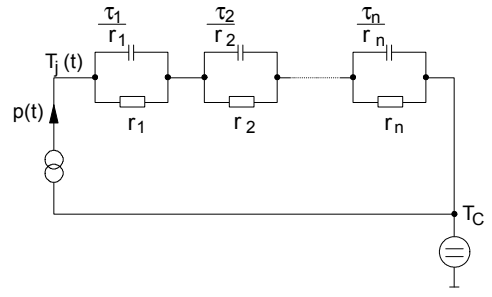 τ1 τ2 τn
r1 r2 rn
Tj (t)
r1 r2 rn
p(t)
TC